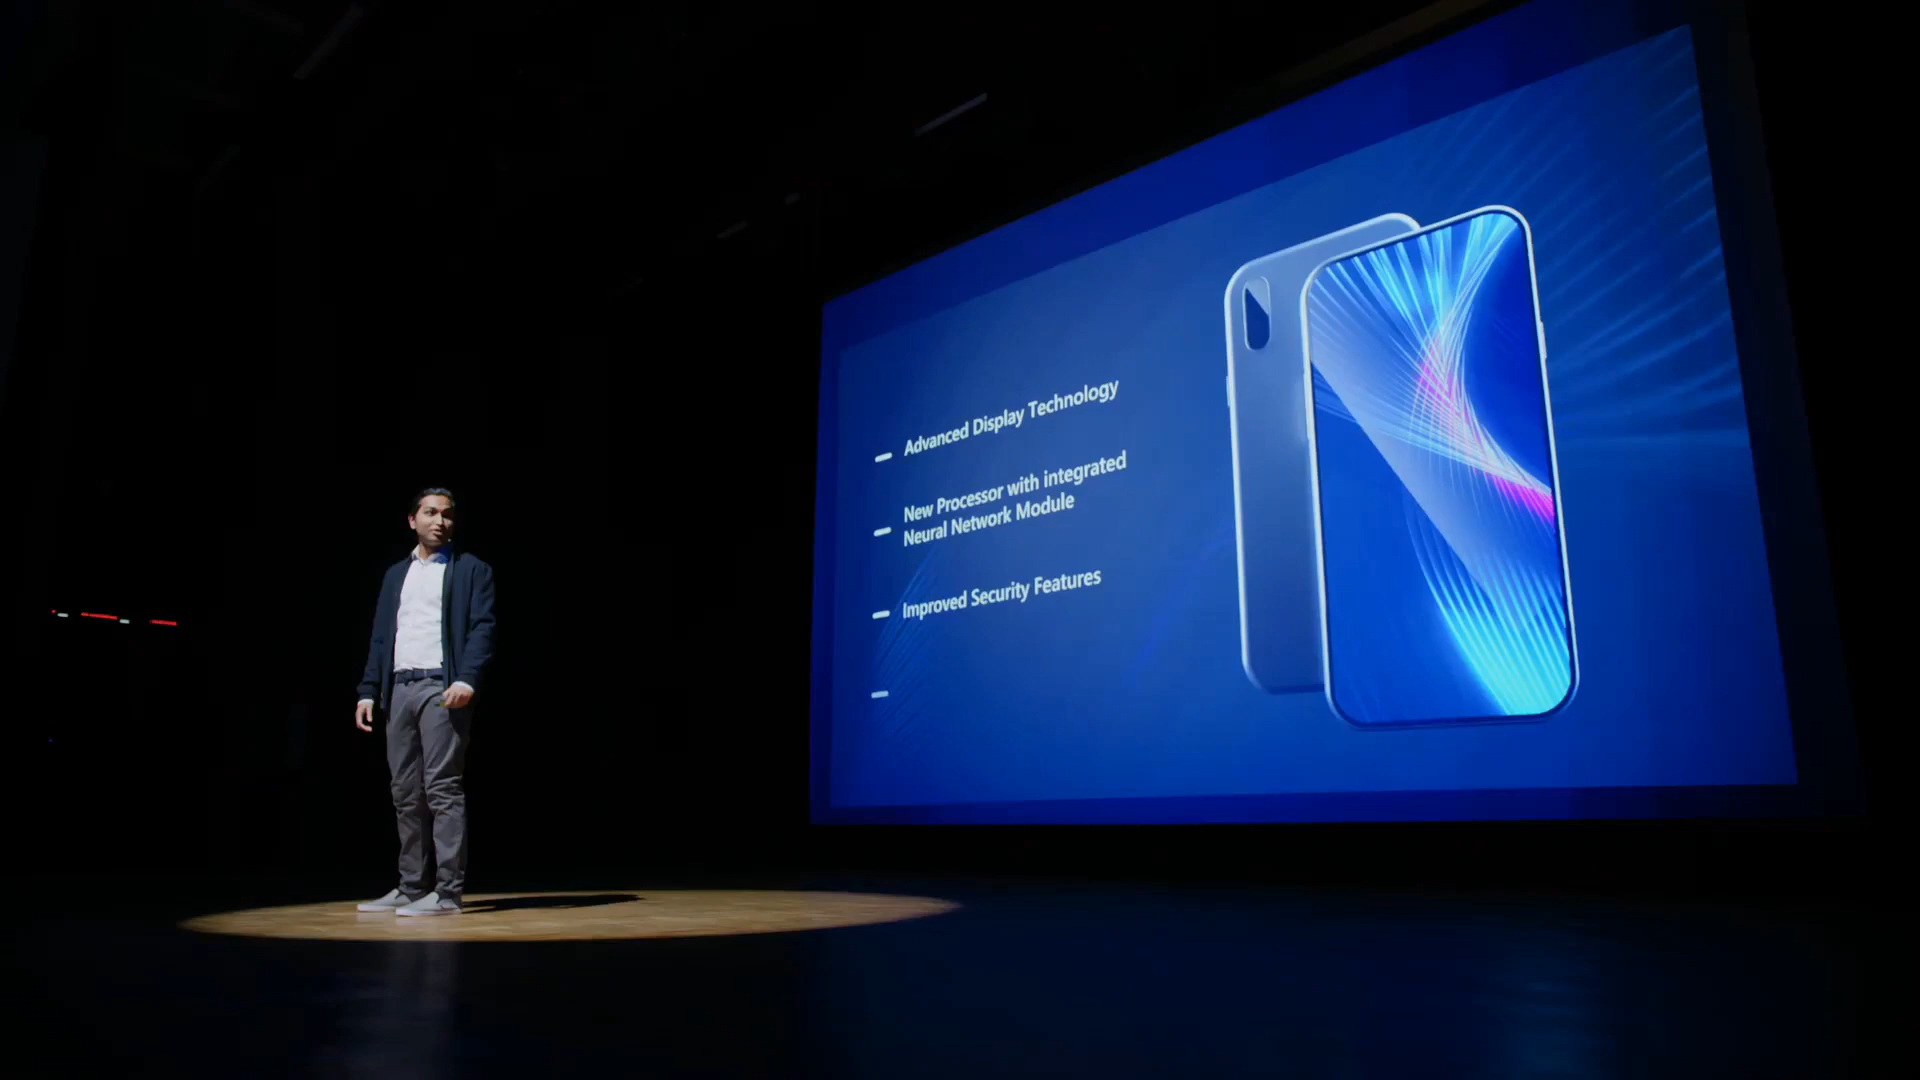 Advanced Display Technology
New Processor with integrated
Neural Network Module
Improved Security Features